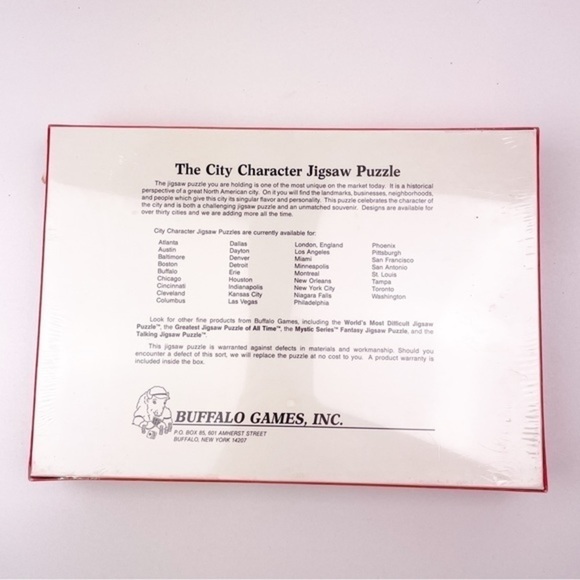 The City Character Jigsaw Puzzle
The jigsaw puzzle you are holding is one of the most unique on the market today. It is a historical
perspective of a great North American city. On it you will find the landmarks, businesses, neighborhoods,
and people which give this city its singular flavor and personality. This puzzle celebrates the character of
the city and is both a challenging jigsaw puzzle and an unmatched souvenir. Designs are available for
over thirty cities and we are adding more all the time.
City Character Jigsaw Puzzles are currently available for:
Atlanta
Austin
Baltimore
Boston
Buffalo
Chicago
Cincinnati
Cleveland
Columbus
Dallas
Dayton
Denver
Detroit
Erie
Houston
Indianapolis
Kansas City
Las Vegas
London, England
Los Angeles
Miami
Minneapolis
Montreal
New Orleans
New York City
Niagara Falls
Philadelphia
Phoenix
Pittsburgh
San Francisco
San Antonio
St. Louis
Tampa
Toronto
Washington
Look for other fine products from Buffalo Games, including the World's Most Difficult Jigsaw
Puzzle™, the Greatest Jigsaw Puzzle of All Time™, the Mystic Series™ Fantasy Jigsaw Puzzle, and the
Talking Jigsaw Puzzle™.
This jigsaw puzzle is warranted against defects in materials and workmanship. Should you
encounter a defect of this sort, we will replace the puzzle at no cost to you. A product warranty is
included inside the box.
BUFFALO GAMES, INC.
P.O. BOX 85, 601 AMHERST STREET
BUFFALO, NEW YORK 14207